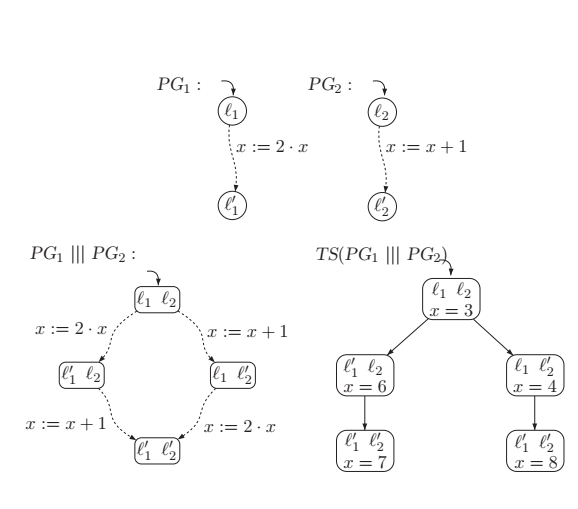 PG₁ : PG₂ :
ℓ₁ ℓ₂
x := 2 · x x := x + 1
ℓ′₁ ℓ′₂
PG₁ ||| PG₂ : TS(PG₁ ||| PG₂)
ℓ₁ ℓ₂
x := 2 · x x := x + 1
ℓ′₁ ℓ₂ ℓ₁ ℓ′₂
x := x + 1 x := 2 · x
ℓ′₁ ℓ′₂
ℓ₁ ℓ₂
x = 3
ℓ′₁ ℓ₂
x = 6
ℓ₁ ℓ′₂
x = 4
ℓ′₁ ℓ′₂
x = 7
ℓ′₁ ℓ′₂
x = 8